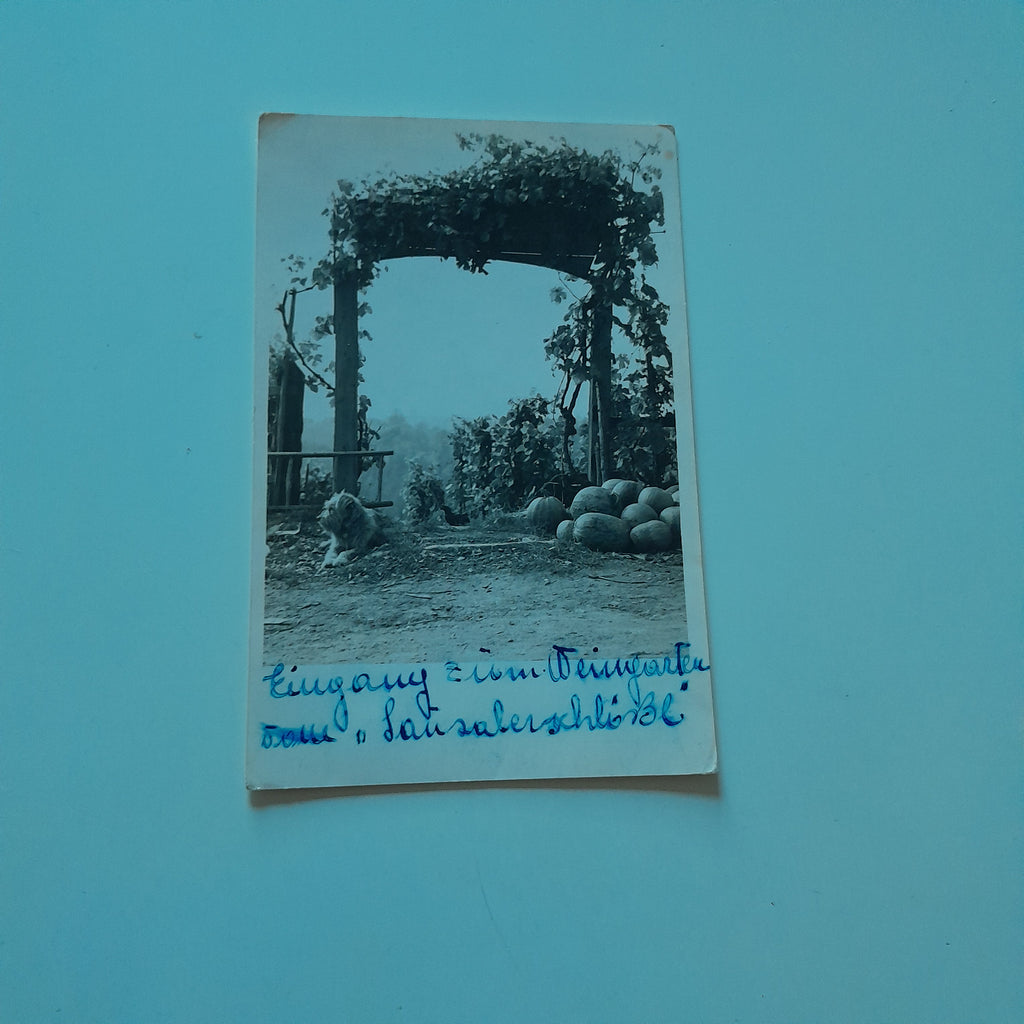 Eingang zum Weingarten
vom „Sausalerschlößl"